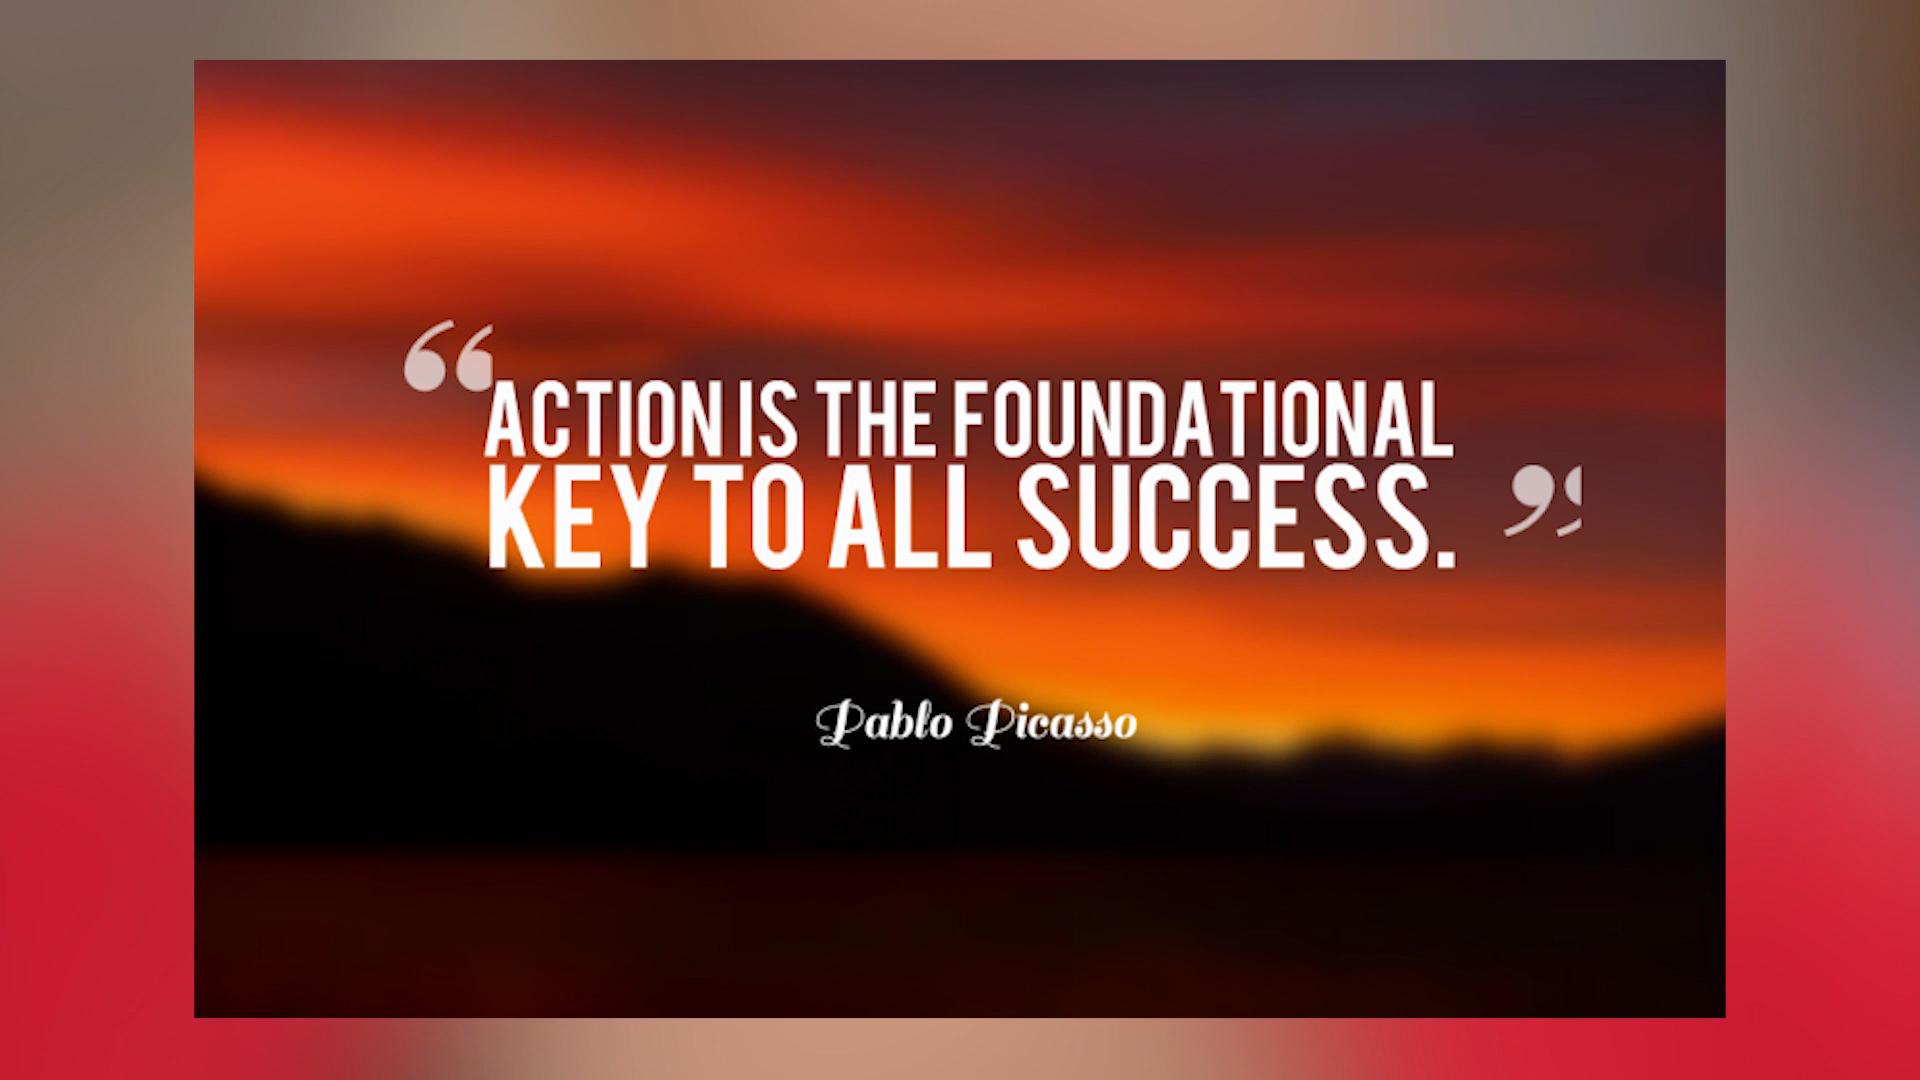 “ACTION IS THE FOUNDATIONAL
KEY TO ALL SUCCESS.”
Pablo Picasso